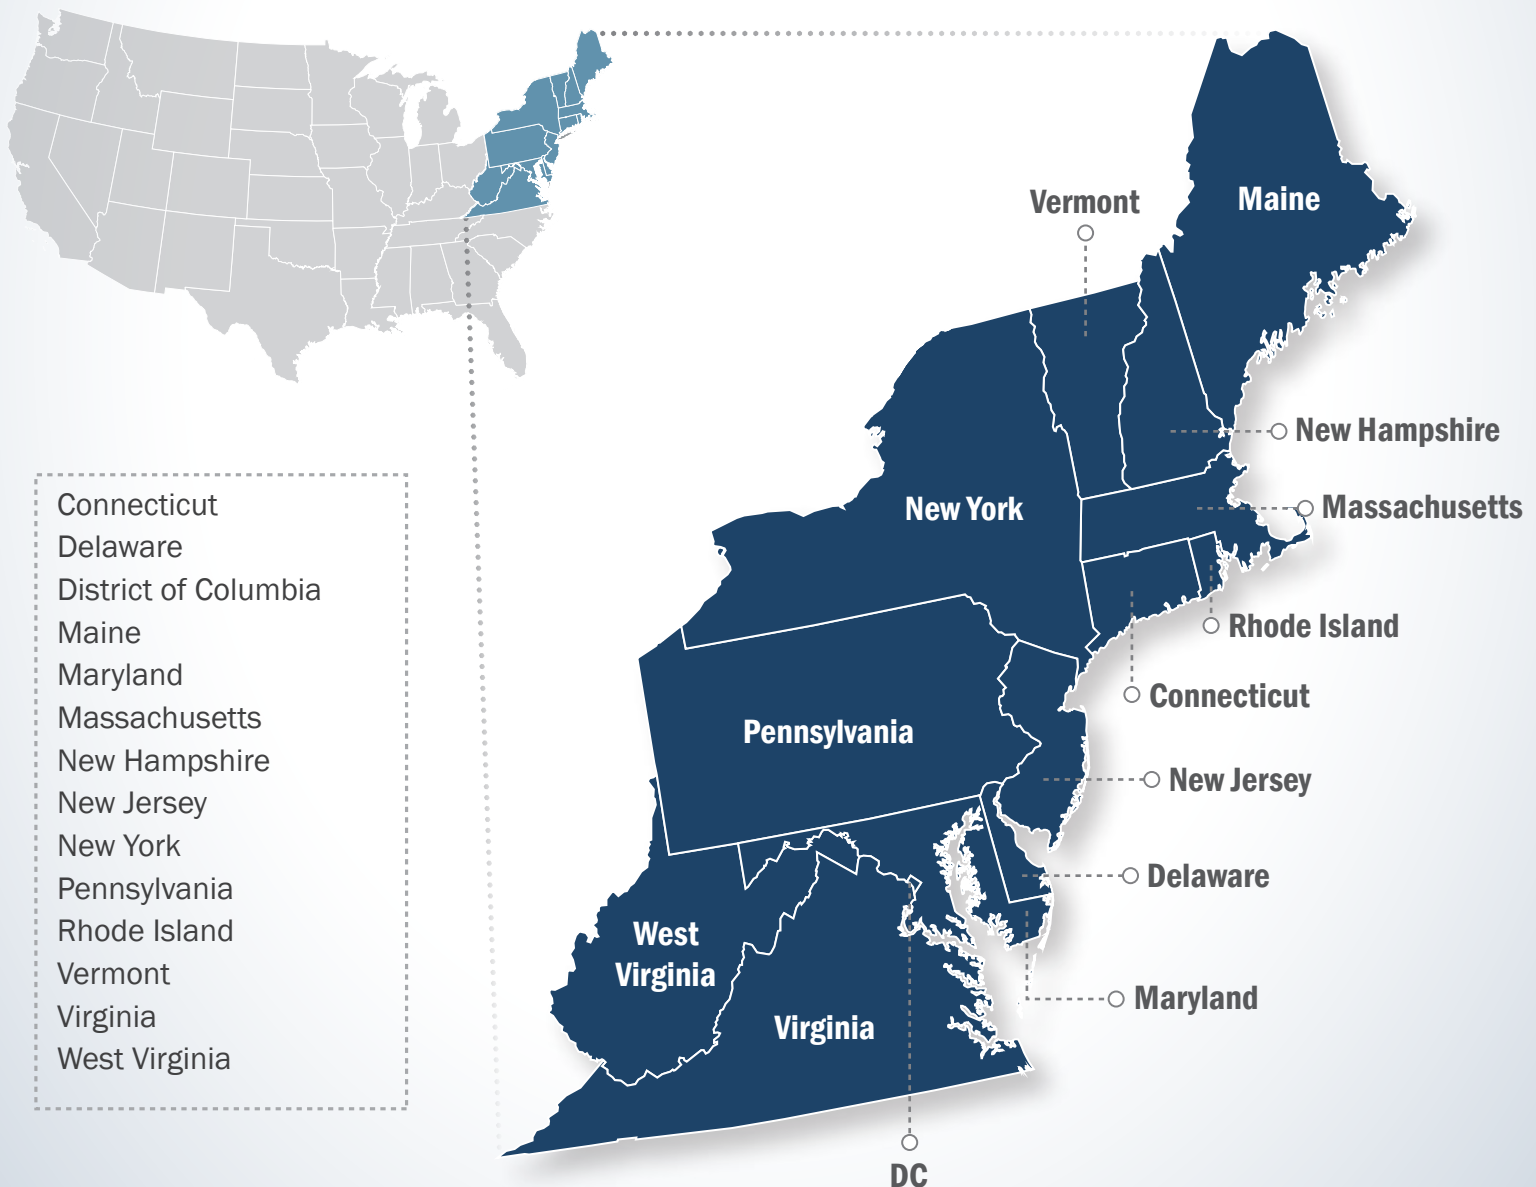 Vermont
Maine
New Hampshire
New York
Massachusetts
Rhode Island
Connecticut
Pennsylvania
New Jersey
Delaware
West
Virginia
Maryland
Virginia
DC
Connecticut
Delaware
District of Columbia
Maine
Maryland
Massachusetts
New Hampshire
New Jersey
New York
Pennsylvania
Rhode Island
Vermont
Virginia
West Virginia